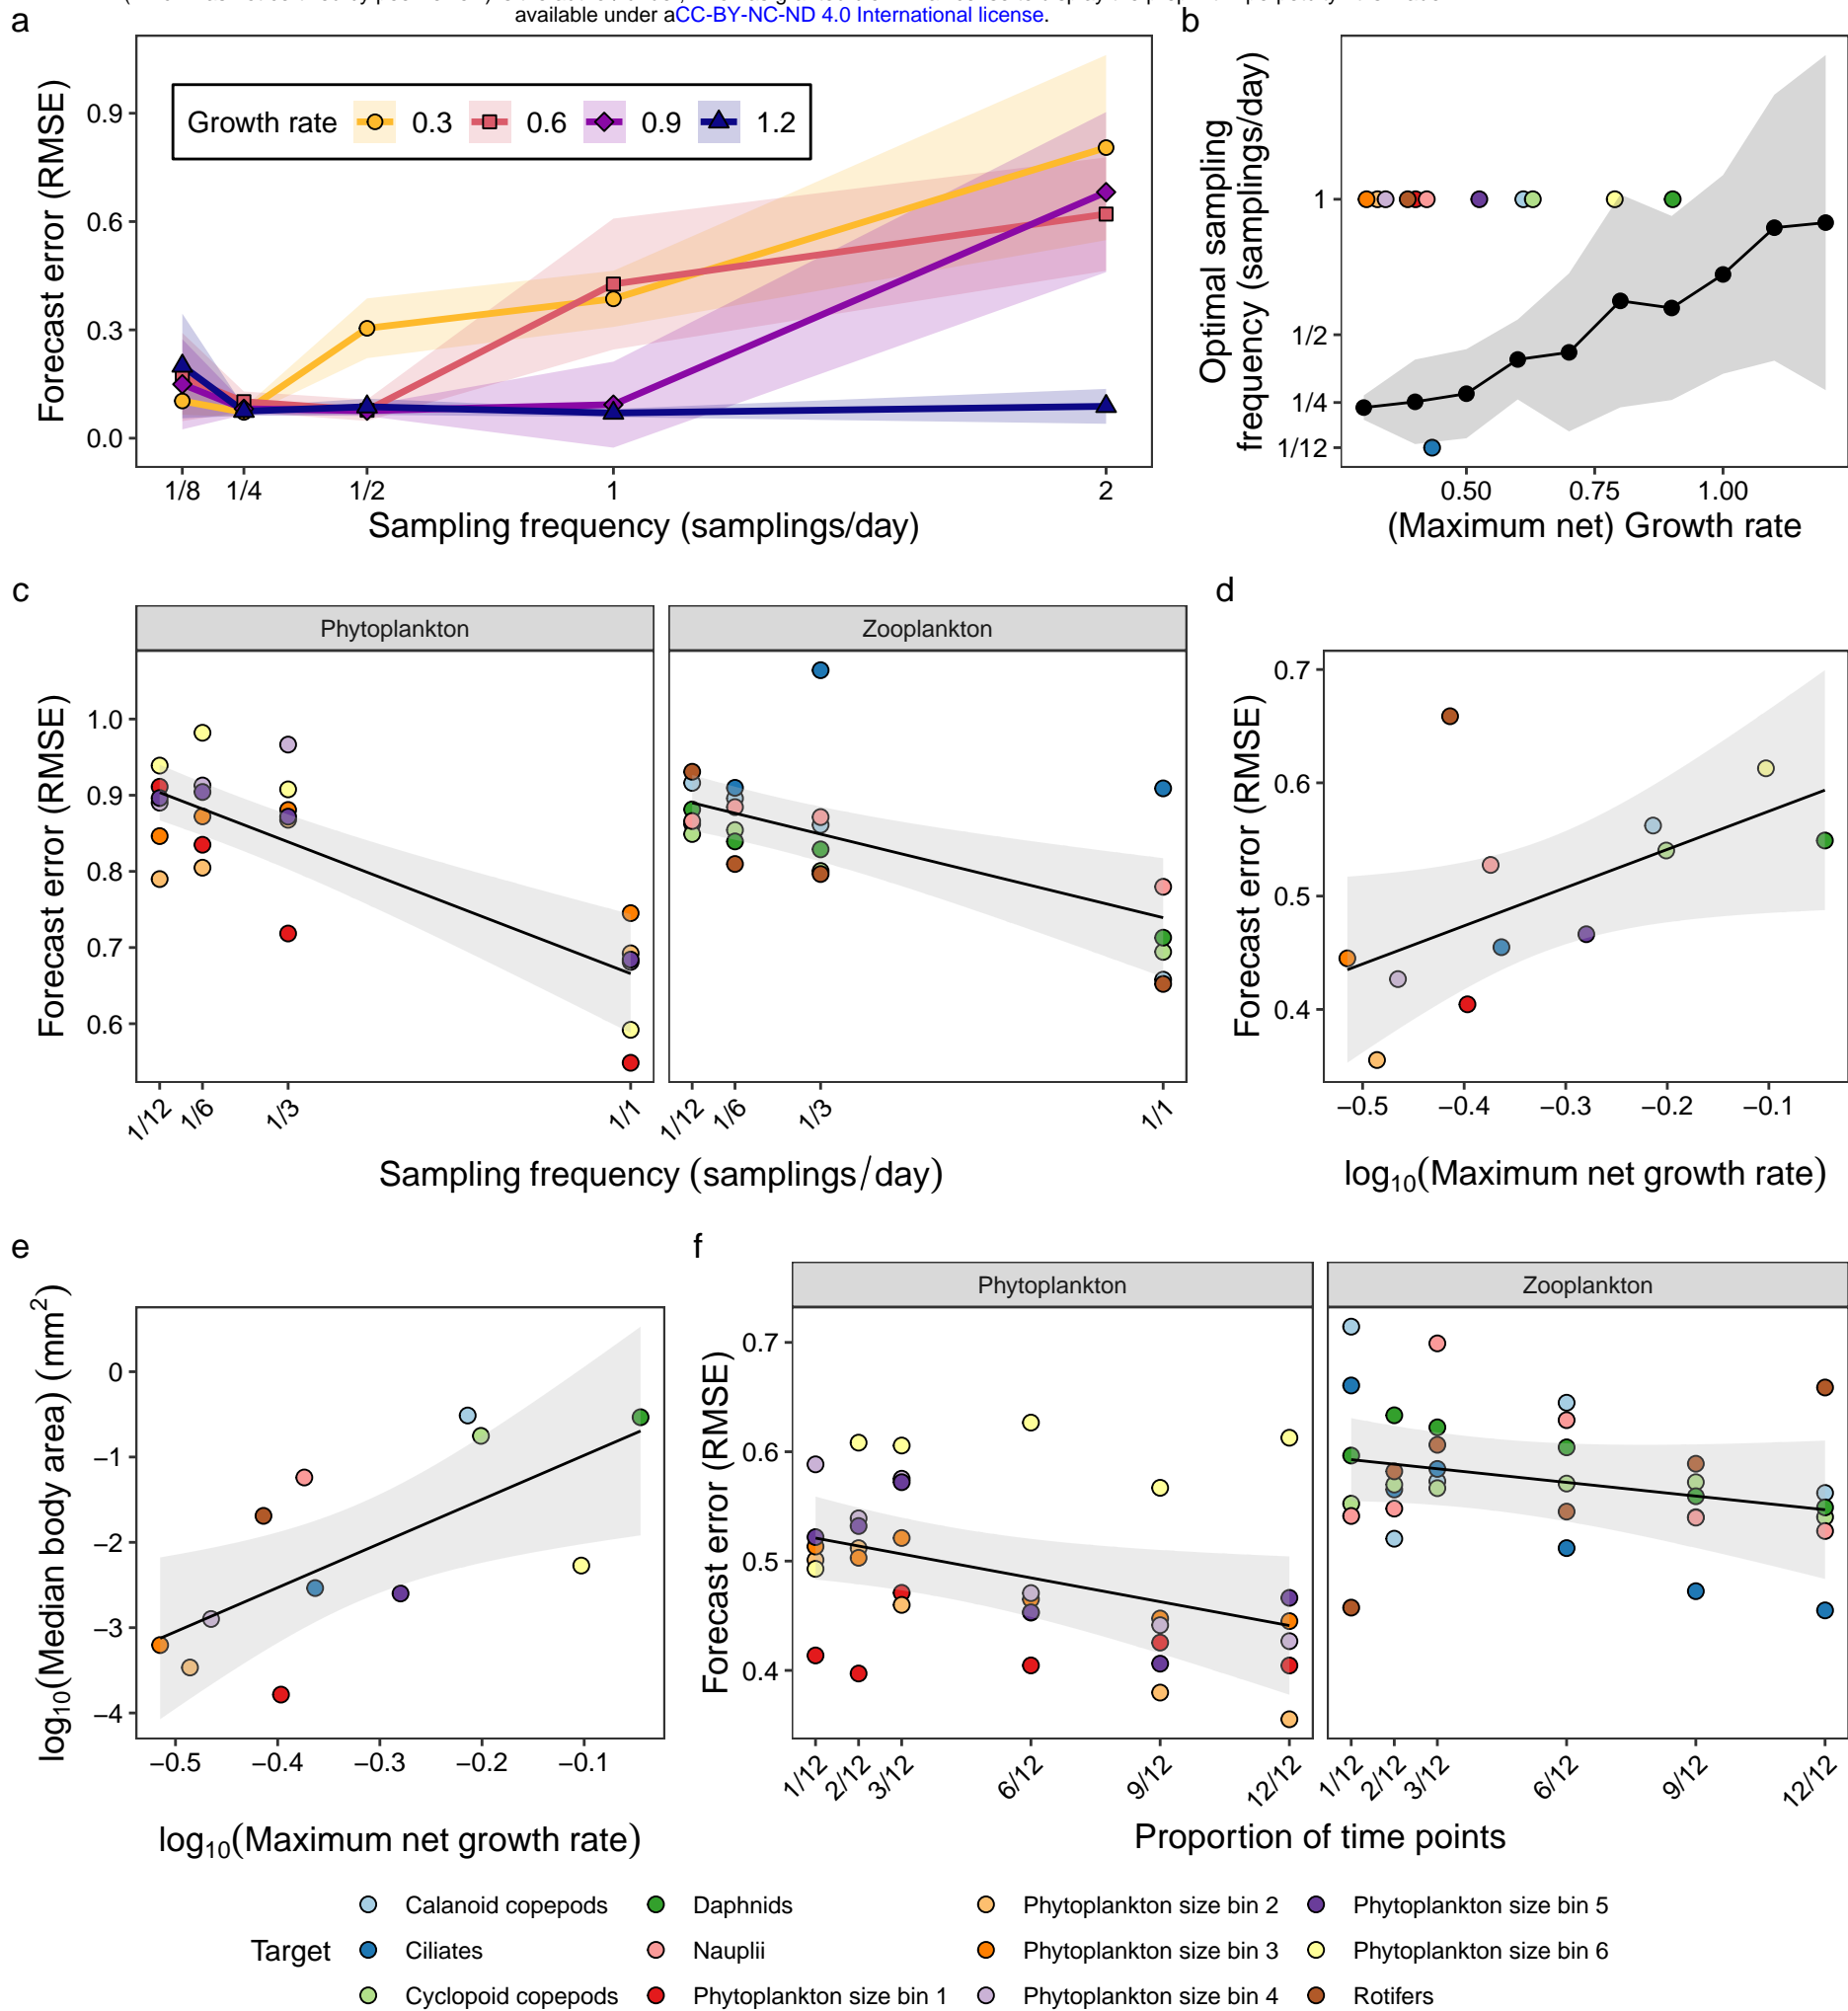 available under aCC-BY-NC-ND 4.0 International license.
a
Forecast error (RMSE)
0.9
0.6
0.3
0.0
Growth rate 0.3 0.6 0.9 1.2
1/8 1/4 1/2 1 2
Sampling frequency (samplings/day)
b
Optimal sampling
frequency (samplings/day)
1
1/2
1/4
1/12
0.50 0.75 1.00
(Maximum net) Growth rate
c
Phytoplankton Zooplankton
Forecast error (RMSE)
1.0
0.9
0.8
0.7
0.6
1/12 1/6 1/3 1/1 1/12 1/6 1/3 1/1
Sampling frequency (samplings/day)
d
Forecast error (RMSE)
0.7
0.6
0.5
0.4
−0.5 −0.4 −0.3 −0.2 −0.1
log10(Maximum net growth rate)
e
log10(Median body area) (mm2)
0
−1
−2
−3
−4
−0.5 −0.4 −0.3 −0.2 −0.1
log10(Maximum net growth rate)
f
Phytoplankton Zooplankton
Forecast error (RMSE)
0.7
0.6
0.5
0.4
1/12 2/12 3/12 6/12 9/12 12/12 1/12 2/12 3/12 6/12 9/12 12/12
Proportion of time points
Target
Calanoid copepods Daphnids Phytoplankton size bin 2 Phytoplankton size bin 5
Ciliates Nauplii Phytoplankton size bin 3 Phytoplankton size bin 6
Cyclopoid copepods Phytoplankton size bin 1 Phytoplankton size bin 4 Rotifers